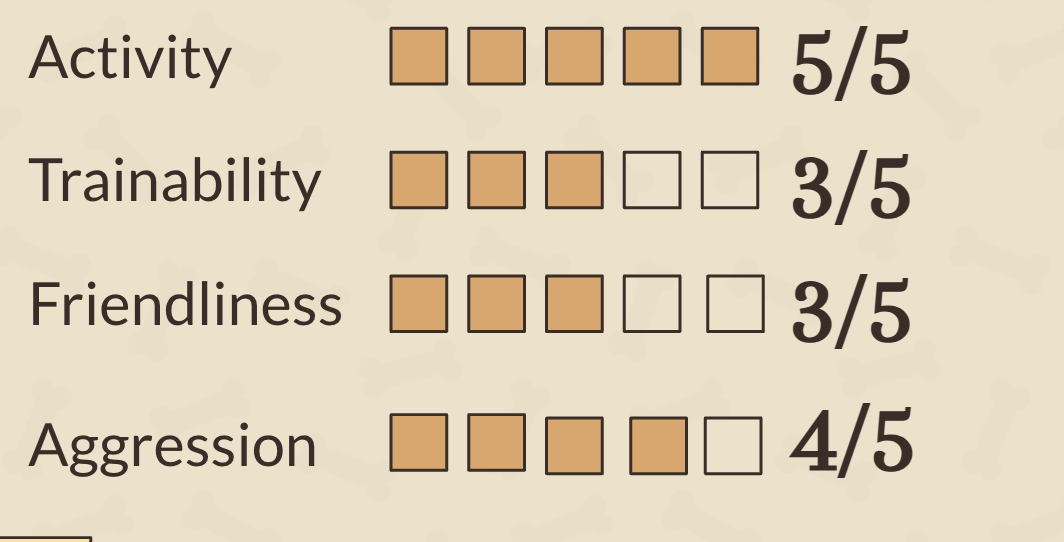 Activity 5/5
Trainability 3/5
Friendliness 3/5
Aggression 4/5